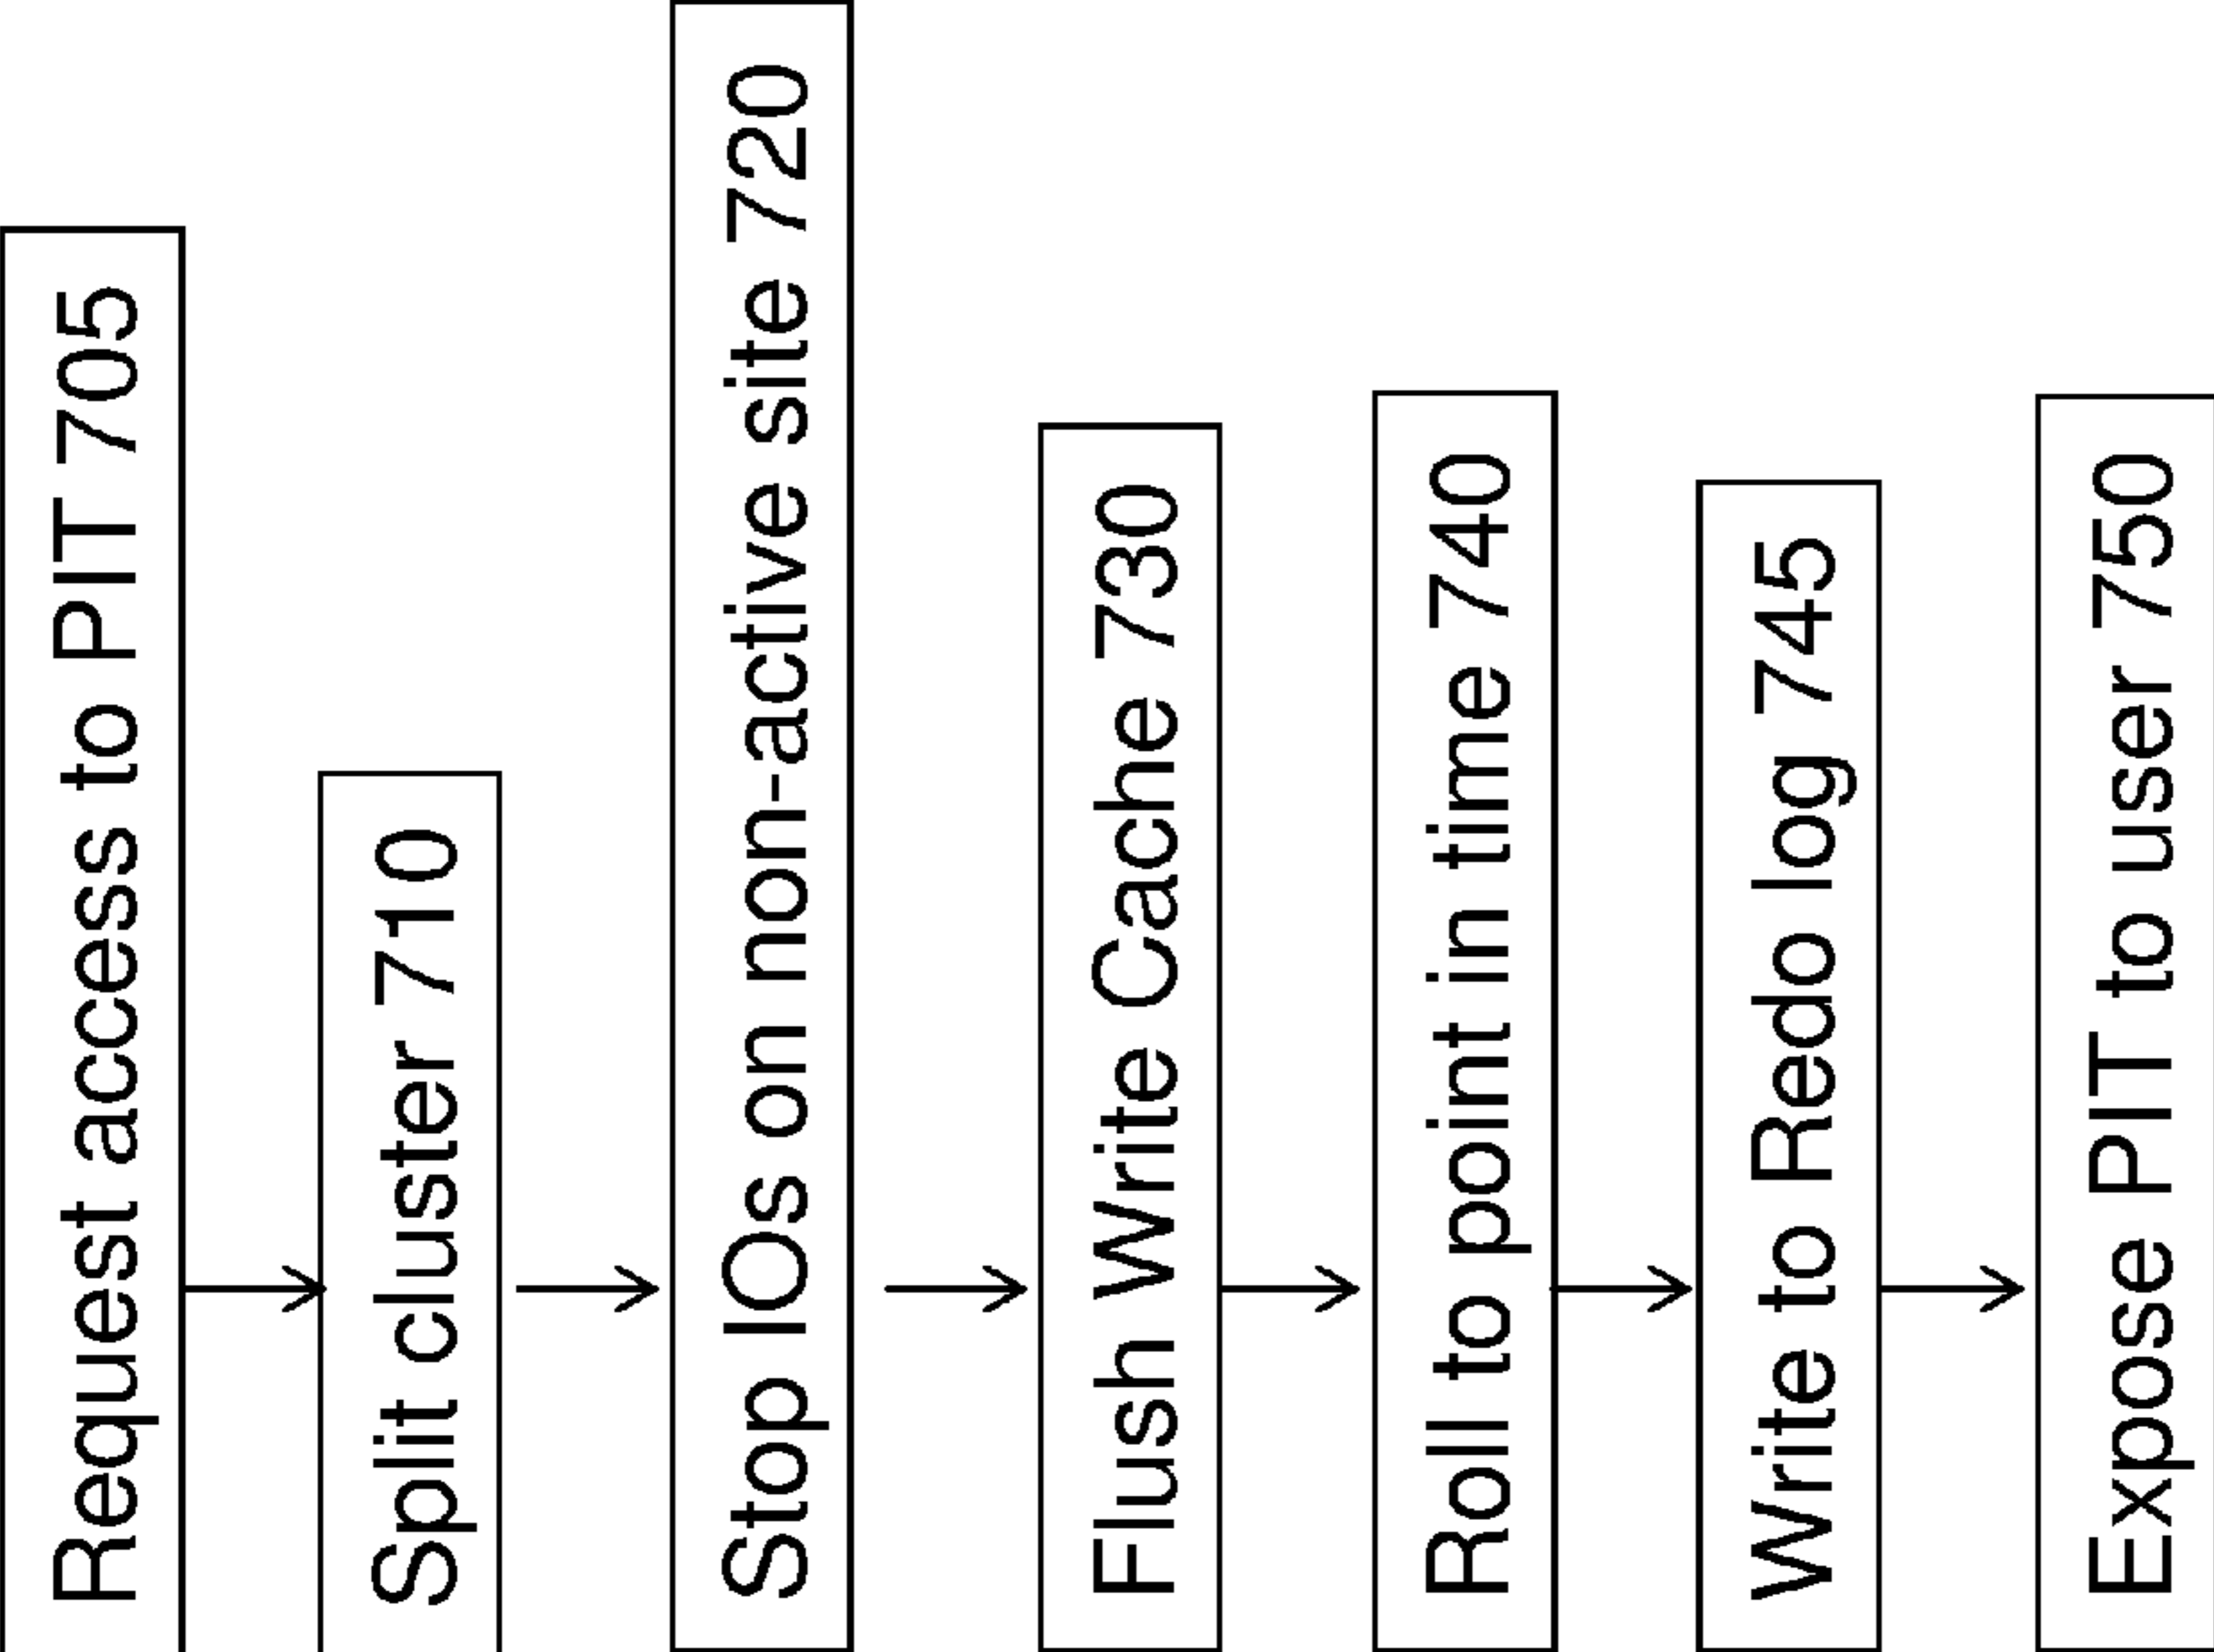 Request access to PIT 705
Split cluster 710
Stop IOs on non-active site 720
Flush Write Cache 730
Roll to point in time 740
Write to Redo log 745
Expose PIT to user 750